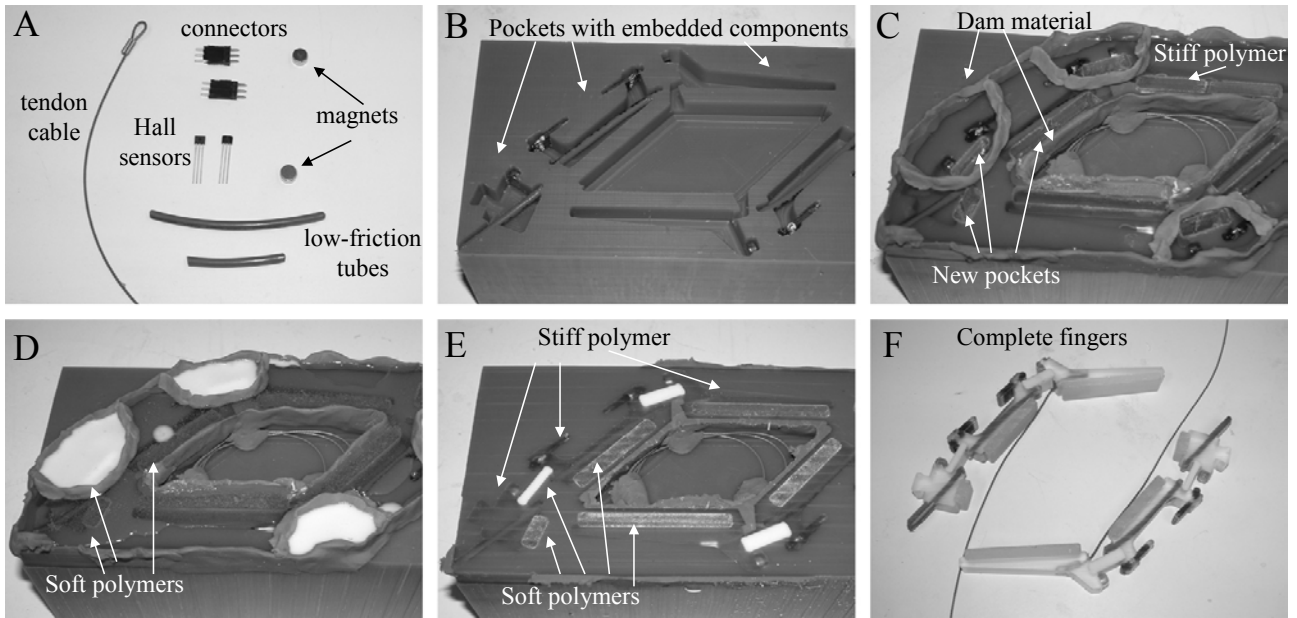 A
connectors
tendon
cable
magnets
Hall
sensors
low-friction
tubes
B
Pockets with embedded components
C
Dam material
Stiff polymer
New pockets
D
Soft polymers
E
Stiff polymer
Soft polymers
F
Complete fingers